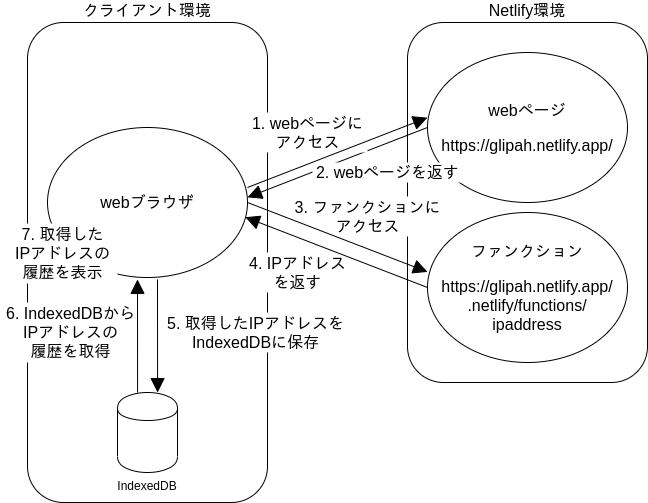 クライアント環境
Netlify環境
webページ
https://glipah.netlify.app/
1. webページに
アクセス
2. webページを返す
webブラウザ
3. ファンクションに
アクセス
4. IPアドレス
を返す
ファンクション
https://glipah.netlify.app/
.netlify/functions/
ipaddress
7. 取得した
IPアドレスの
履歴を表示
6. IndexedDBから
IPアドレスの
履歴を取得
5. 取得したIPアドレスを
IndexedDBに保存
IndexedDB